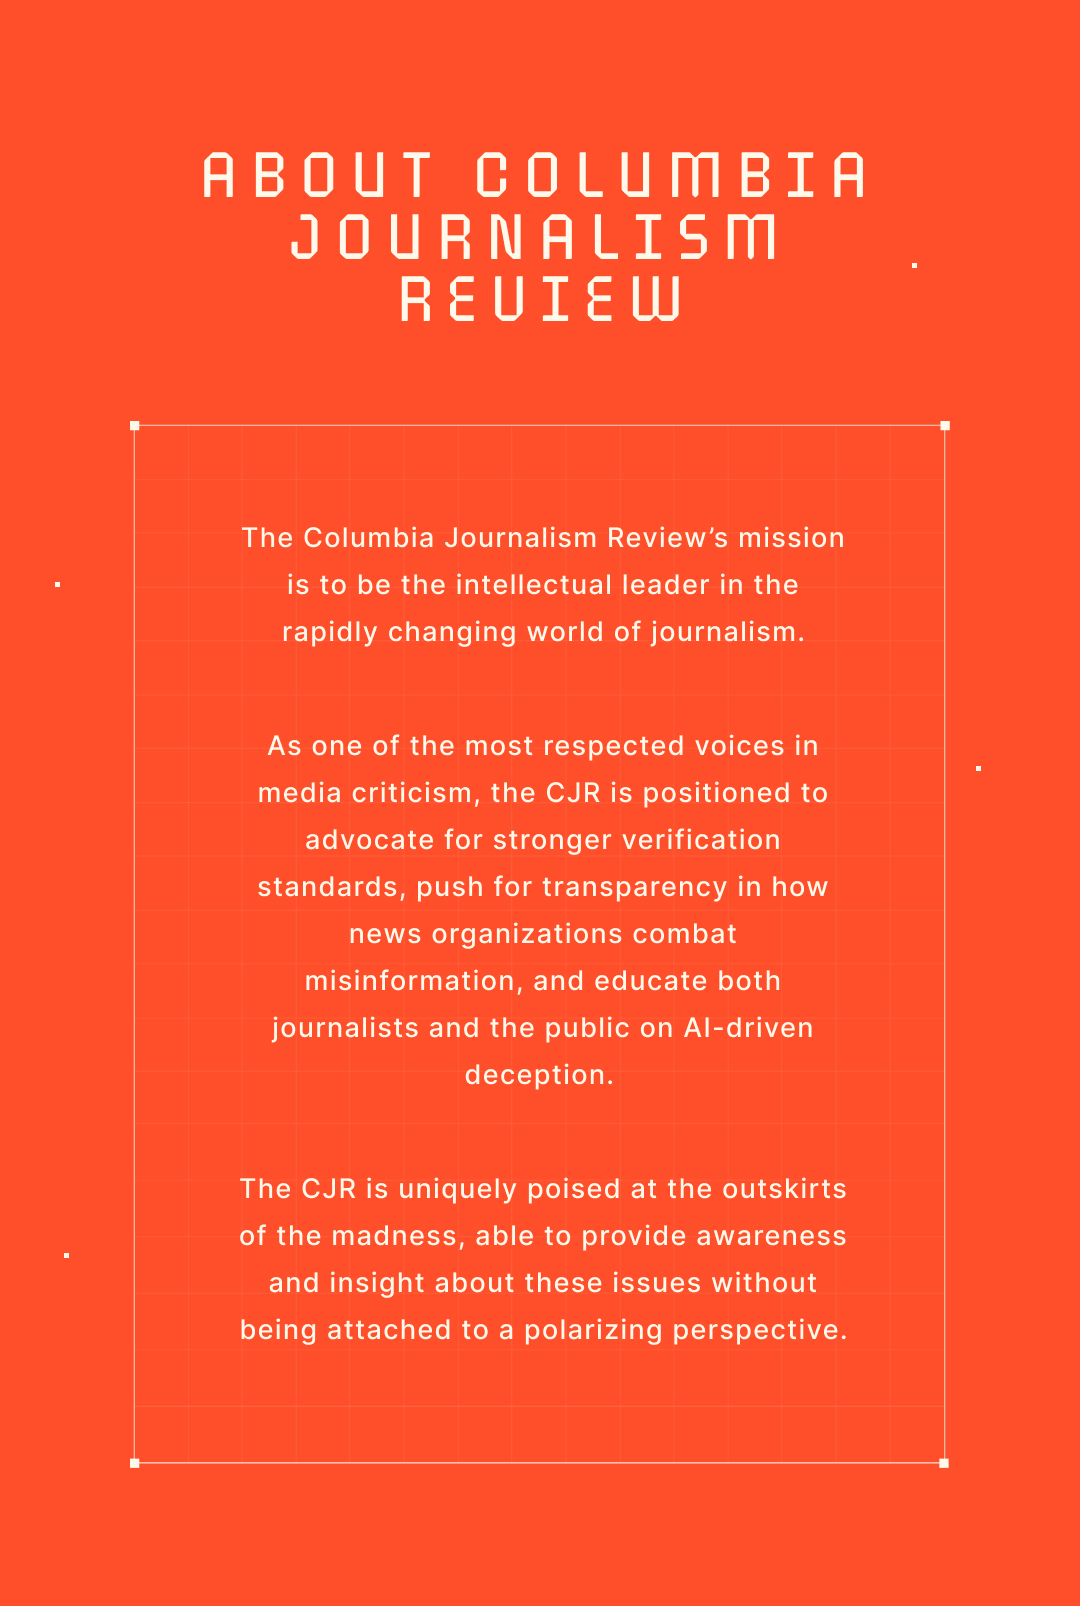 ABOUT COLUMBIA
JOURNALISM
REVIEW
The Columbia Journalism Review’s mission
is to be the intellectual leader in the
rapidly changing world of journalism.
As one of the most respected voices in
media criticism, the CJR is positioned to
advocate for stronger verification
standards, push for transparency in how
news organizations combat
misinformation, and educate both
journalists and the public on AI-driven
deception.
The CJR is uniquely poised at the outskirts
of the madness, able to provide awareness
and insight about these issues without
being attached to a polarizing perspective.